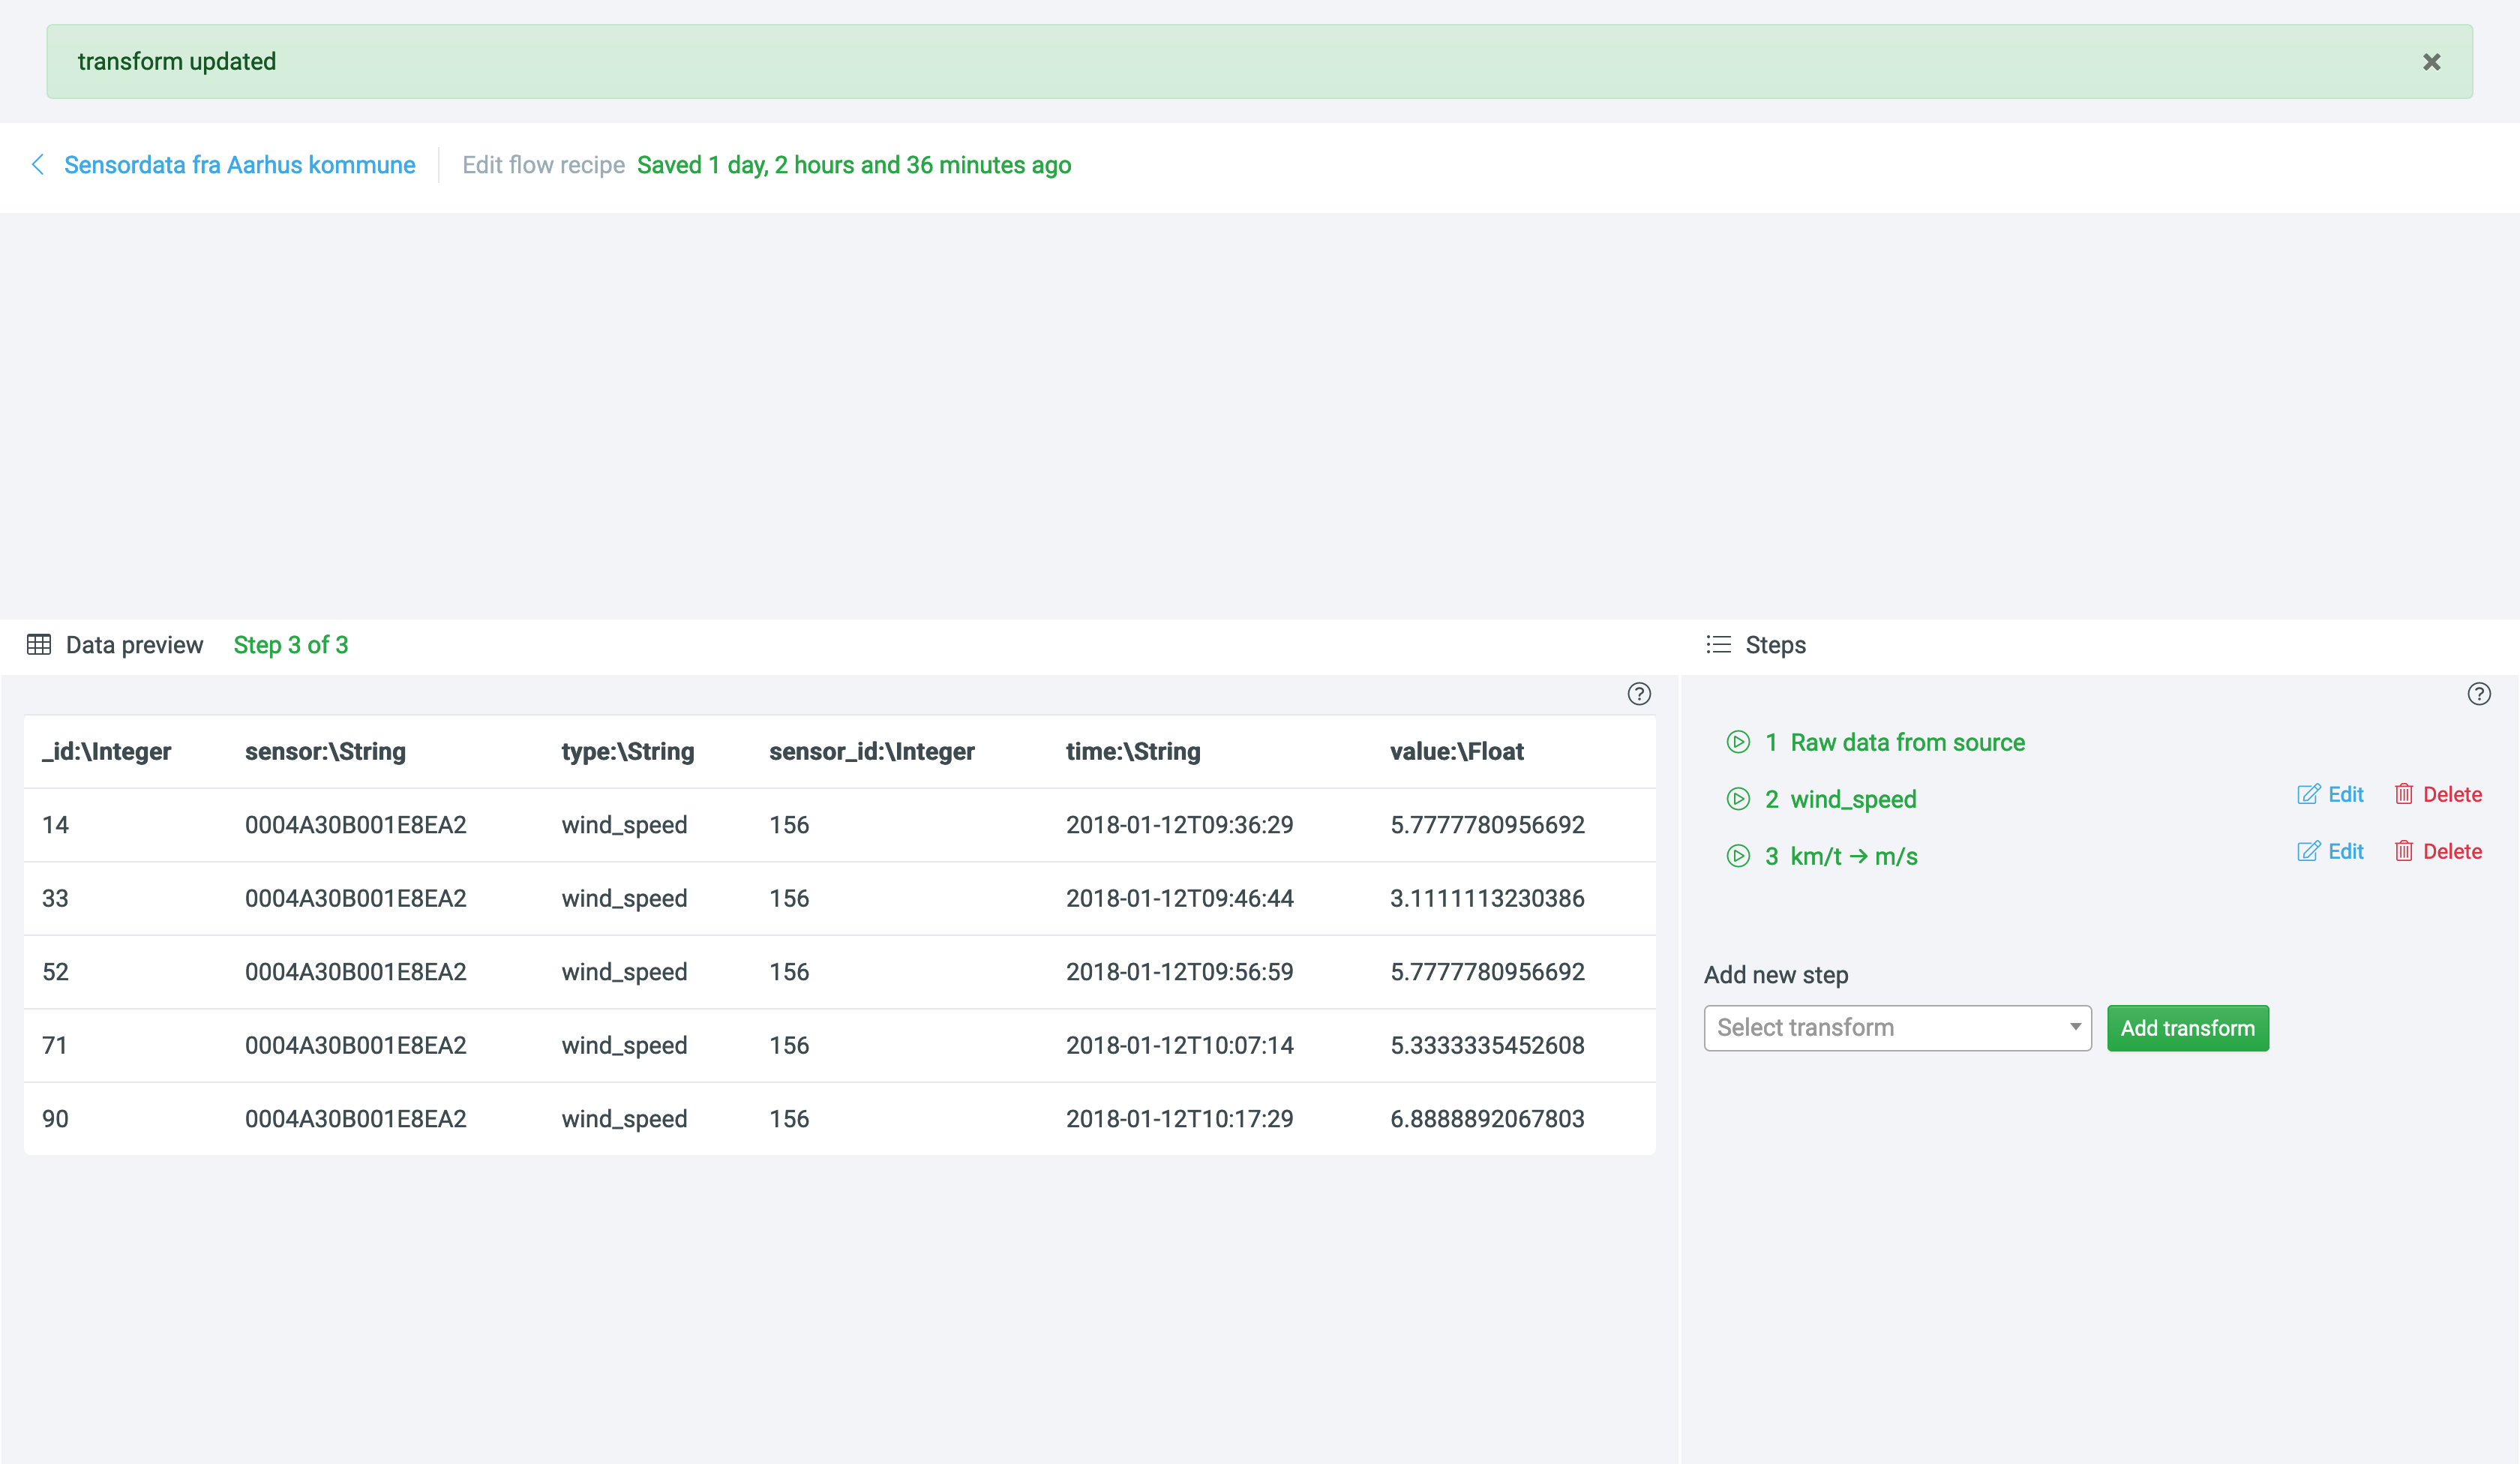 transform updated
Sensordata fra Aarhus kommune Edit flow recipe Saved 1 day, 2 hours and 36 minutes ago
Data preview Step 3 of 3
_id:\Integer sensor:\String type:\String sensor_id:\Integer time:\String value:\Float
14 0004A30B001E8EA2 wind_speed 156 2018-01-12T09:36:29 5.7777780956692
33 0004A30B001E8EA2 wind_speed 156 2018-01-12T09:46:44 3.1111113230386
52 0004A30B001E8EA2 wind_speed 156 2018-01-12T09:56:59 5.7777780956692
71 0004A30B001E8EA2 wind_speed 156 2018-01-12T10:07:14 5.3333335452608
90 0004A30B001E8EA2 wind_speed 156 2018-01-12T10:17:29 6.8888892067803
Steps
1 Raw data from source
2 wind_speed Edit Delete
3 km/t → m/s Edit Delete
Add new step
Select transform Add transform